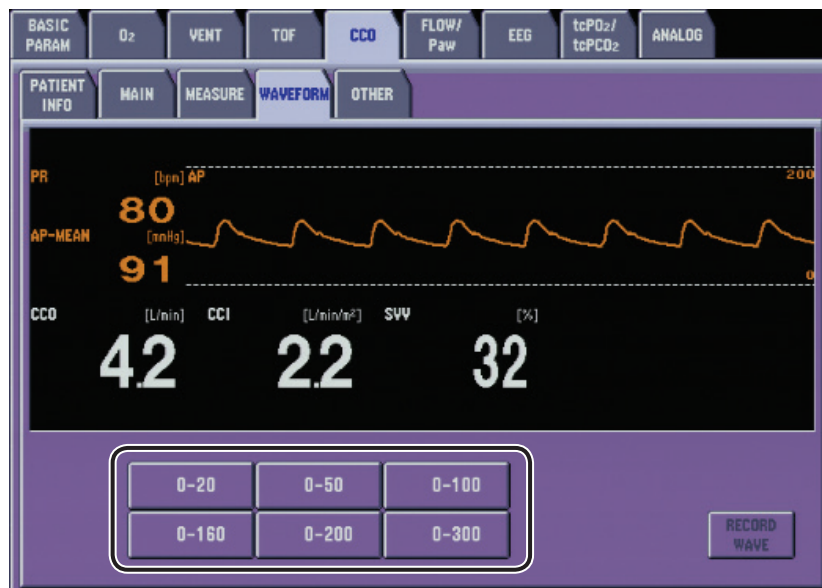 BASIC PARAM
O2
VENT
TOF
CCO
FLOW/ Paw
EEG
tcPO2/ tcPCO2
ANALOG
PATIENT INFO
MAIN
MEASURE
WAVEFORM
OTHER
PR [bpm] AP 200
80
AP-MEAN [mmHg]
91 0
CCO [L/min] CCI [L/min/m²] SVV [%]
4.2 2.2 32
0-20 0-50 0-100
0-160 0-200 0-300
RECORD
WAVE